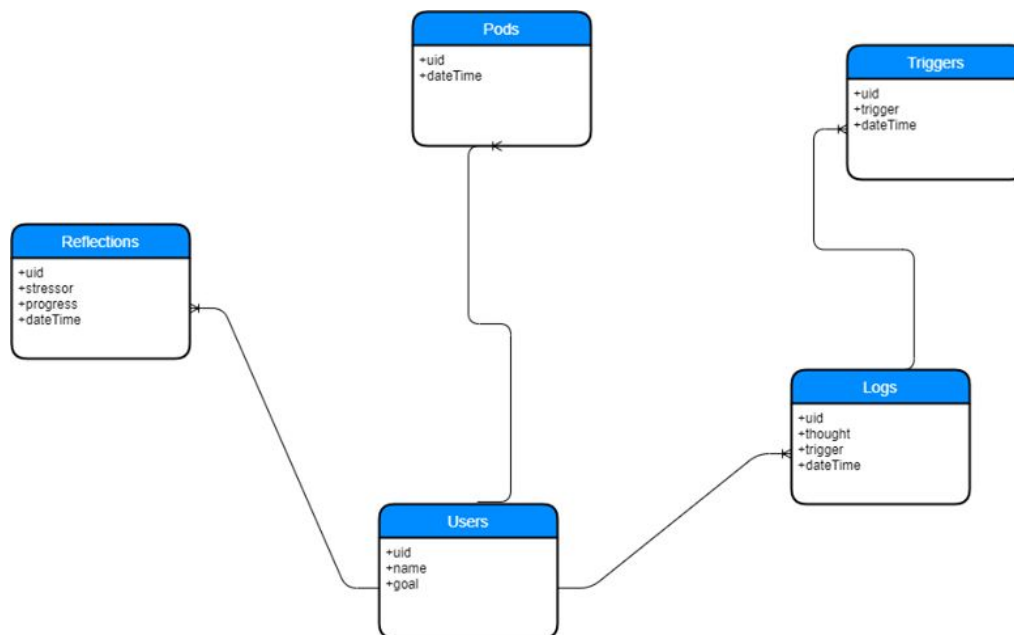 Pods
+uid
+dateTime
Triggers
+uid
+trigger
+dateTime
Reflections
+uid
+stressor
+progress
+dateTime
Logs
+uid
+thought
+trigger
+dateTime
Users
+uid
+name
+goal